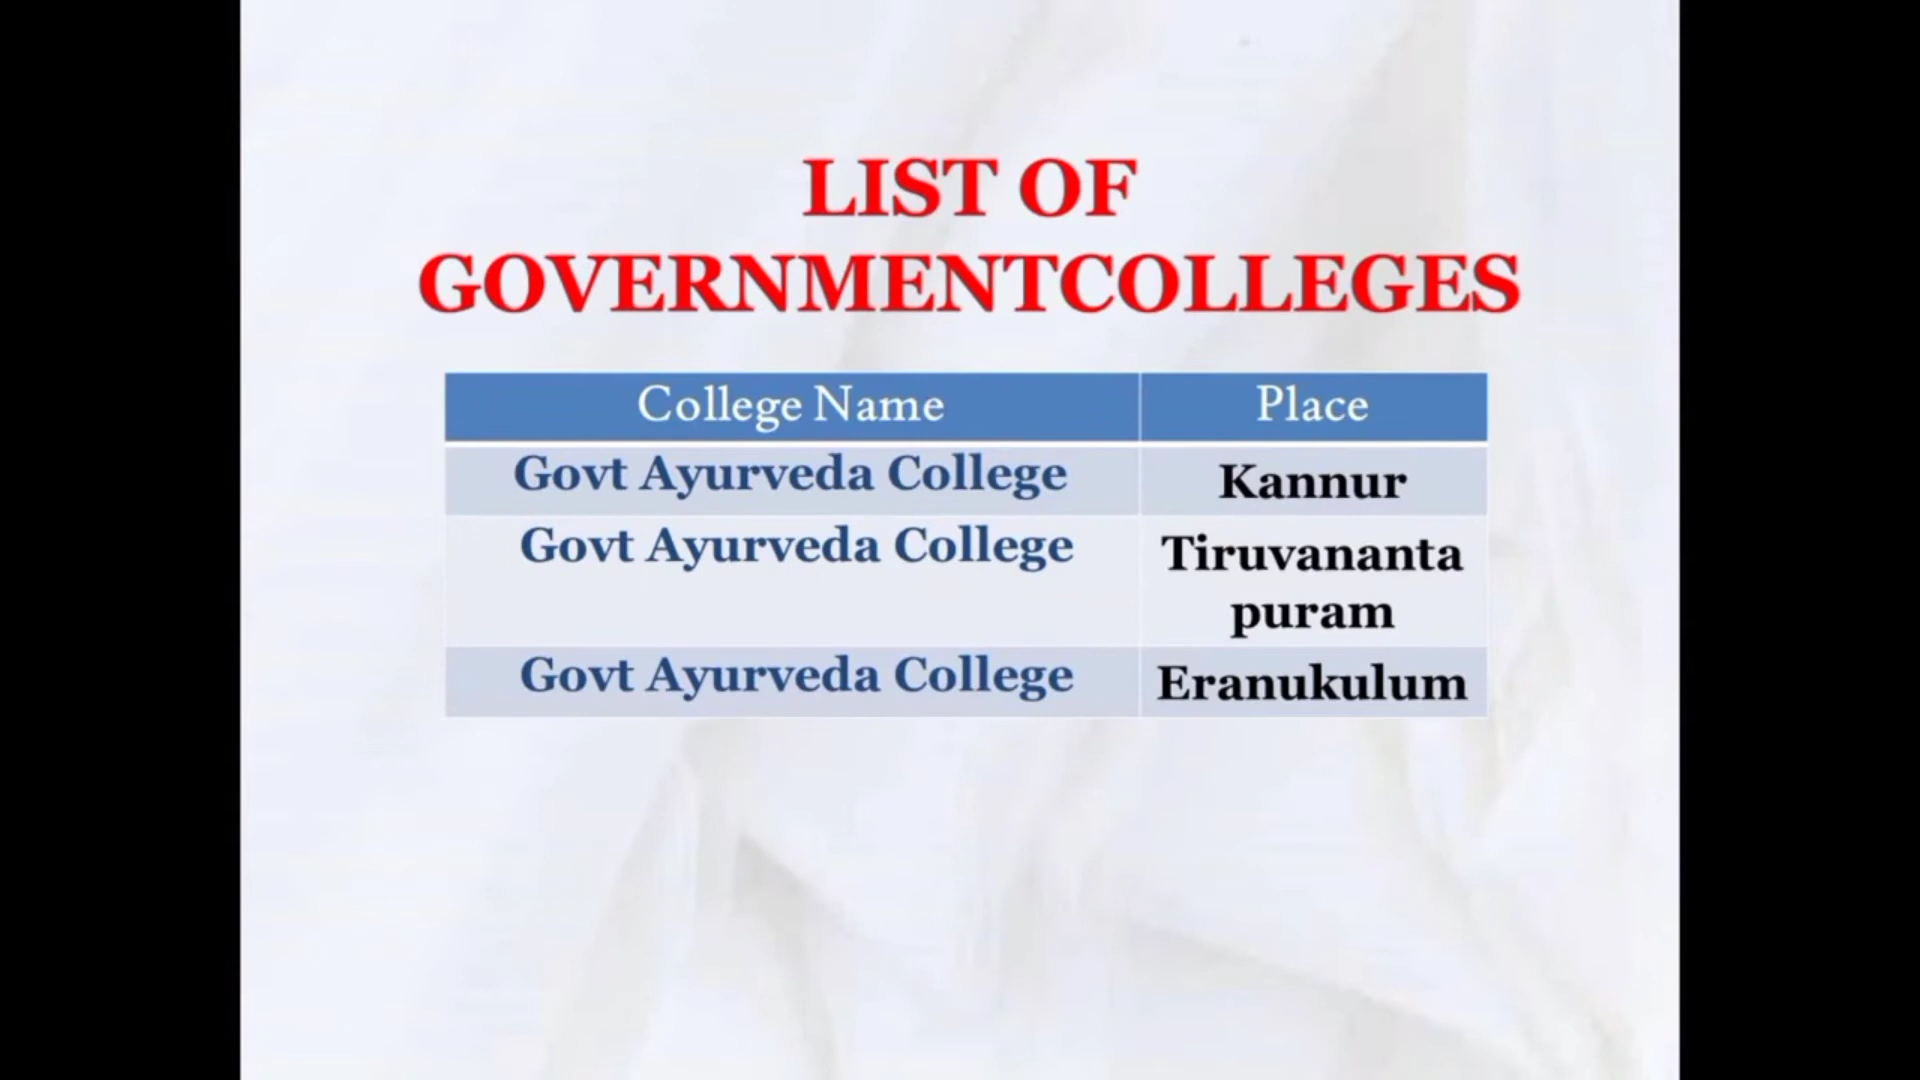 LIST OF
GOVERNMENTCOLLEGES
College Name Place
Govt Ayurveda College Kannur
Govt Ayurveda College Tiruvananta
puram
Govt Ayurveda College Eranukulum